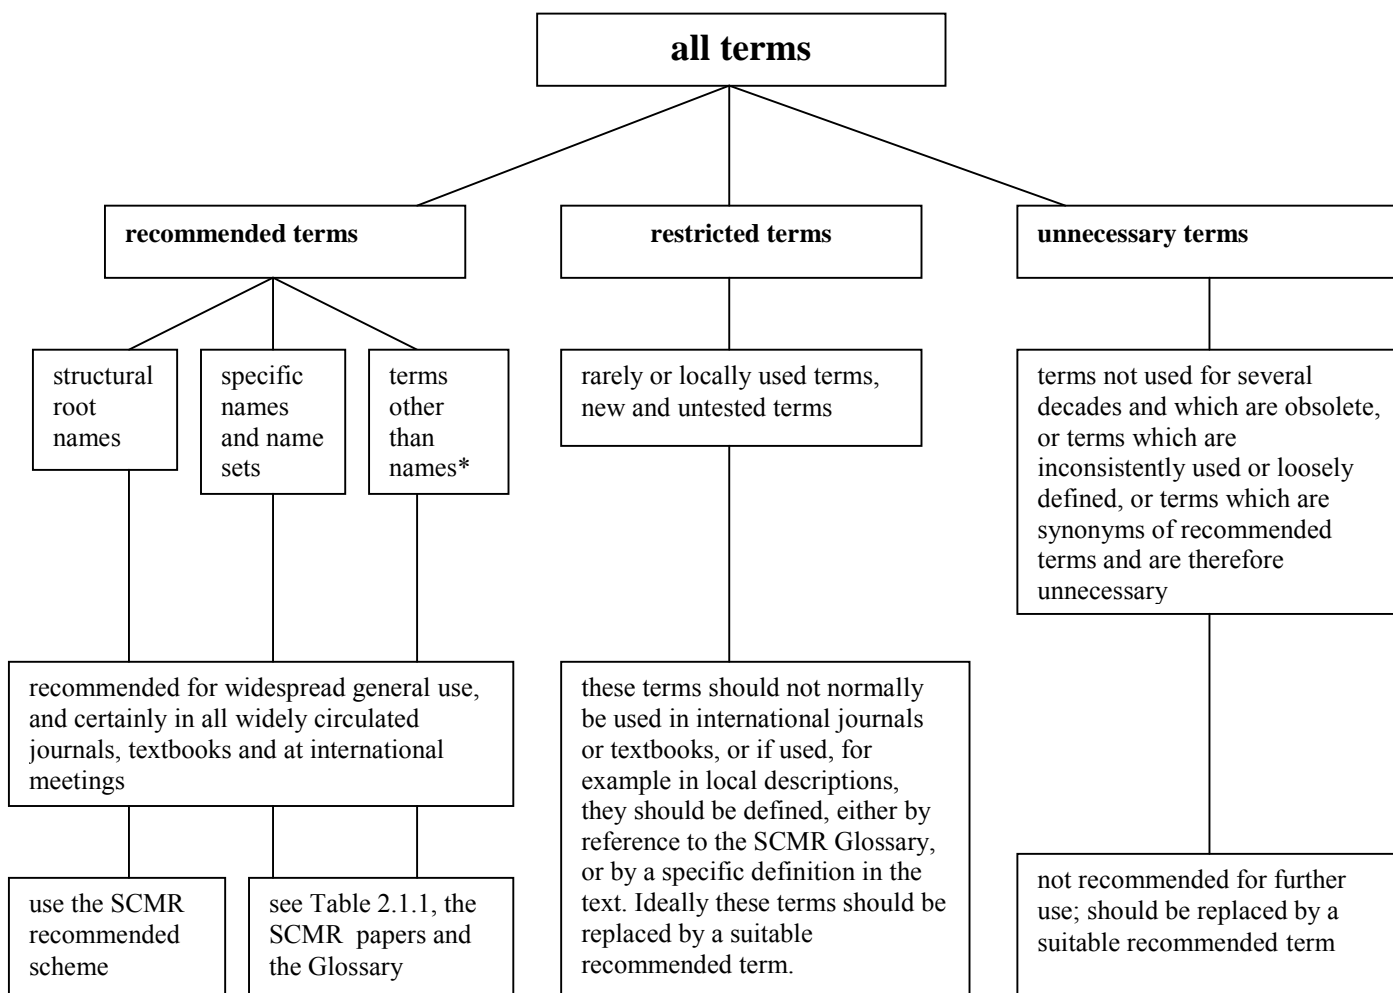 all terms
recommended terms
restricted terms
unnecessary terms
structural
root
names
specific
names
and name
sets
terms
other
than
names*
rarely or locally used terms,
new and untested terms
terms not used for several
decades and which are obsolete,
or terms which are
inconsistently used or loosely
defined, or terms which are
synonyms of recommended
terms and are therefore
unnecessary
recommended for widespread general use,
and certainly in all widely circulated
journals, textbooks and at international
meetings
these terms should not normally
be used in international journals
or textbooks, or if used, for
example in local descriptions,
they should be defined, either by
reference to the SCMR Glossary,
or by a specific definition in the
text. Ideally these terms should be
replaced by a suitable
recommended term.
use the SCMR
recommended
scheme
see Table 2.1.1, the
SCMR papers and
the Glossary
not recommended for further
use; should be replaced by a
suitable recommended term